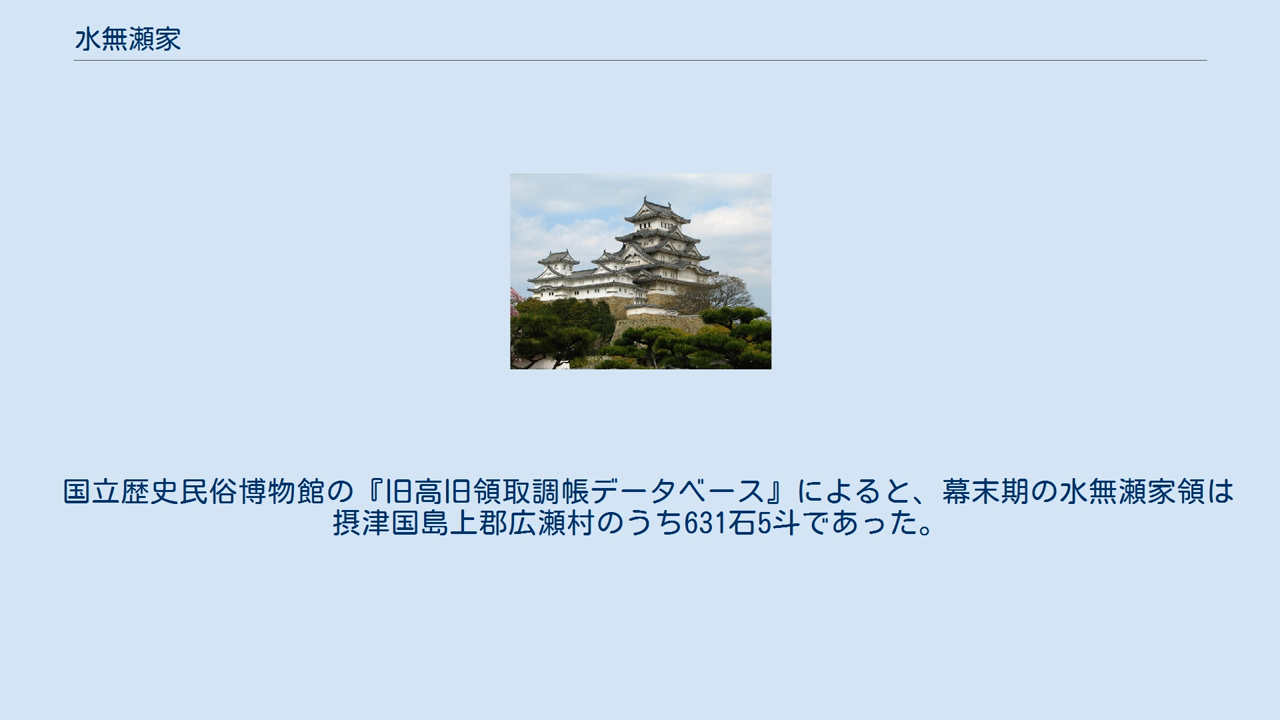 水無瀬家
国立歴史民俗博物館の『旧高旧領取調帳データベース』によると、幕末期の水無瀬家領は
摂津国島上郡広瀬村のうち631石5斗であった。